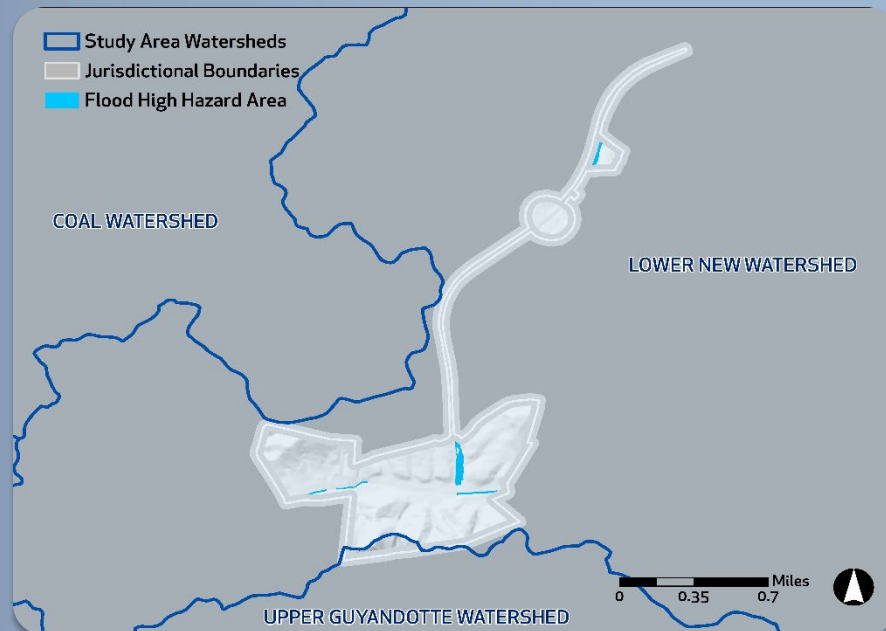 Study Area Watersheds
Jurisdictional Boundaries
Flood High Hazard Area
COAL WATERSHED
LOWER NEW WATERSHED
Miles
0 0.35 0.7
UPPER GUYANDOTTE WATERSHED